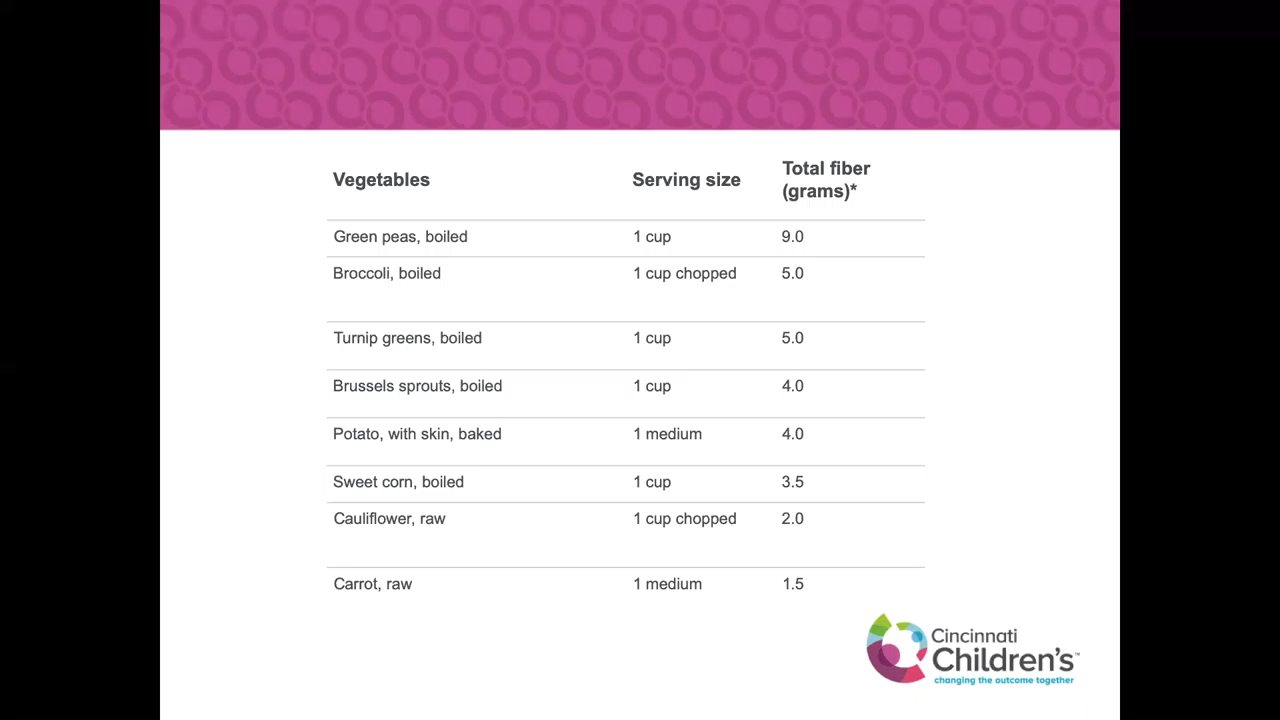 Vegetables Serving size Total fiber
(grams)*
Green peas, boiled 1 cup 9.0
Broccoli, boiled 1 cup chopped 5.0
Turnip greens, boiled 1 cup 5.0
Brussels sprouts, boiled 1 cup 4.0
Potato, with skin, baked 1 medium 4.0
Sweet corn, boiled 1 cup 3.5
Cauliflower, raw 1 cup chopped 2.0
Carrot, raw 1 medium 1.5
Cincinnati
Children's™
changing the outcome together